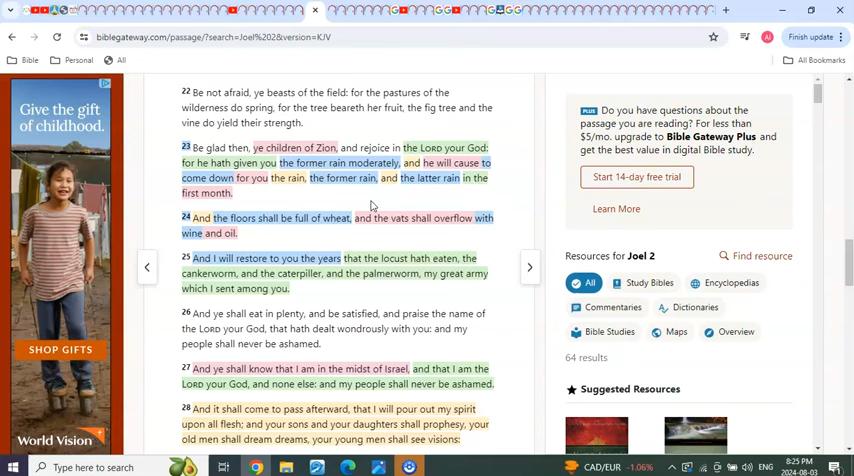 biblegateway.com/passage/?search=Joel%202&version=KJV
AI
Finish update
Bible
Personal
All
All Bookmarks
Give the gift
of childhood.
SHOP GIFTS
World Vision
22 Be not afraid, ye beasts of the field: for the pastures of the
wilderness do spring, for the tree beareth her fruit, the fig tree and the
vine do yield their strength.
23 Be glad then, ye children of Zion, and rejoice in the LORD your God:
for he hath given you the former rain moderately, and he will cause to
come down for you the rain, the former rain, and the latter rain in the
first month.
24 And the floors shall be full of wheat, and the vats shall overflow with
wine and oil.
25 And I will restore to you the years that the locust hath eaten, the
cankerworm, and the caterpiller, and the palmerworm, my great army
which I sent among you.
26 And ye shall eat in plenty, and be satisfied, and praise the name of
the LORD your God, that hath dealt wondrously with you: and my
people shall never be ashamed.
27 And ye shall know that I am in the midst of Israel, and that I am the
LORD your God, and none else: and my people shall never be ashamed.
28 And it shall come to pass afterward, that I will pour out my spirit
upon all flesh; and your sons and your daughters shall prophesy, your
old men shall dream dreams, your young men shall see visions:
PLUS Do you have questions about the
passage you are reading? For less than
$5/mo. upgrade to Bible Gateway Plus and
get the best value in digital Bible study.
Start 14-day free trial
Learn More
Resources for Joel 2
Find resource
All
Study Bibles
Encyclopedias
Commentaries
Dictionaries
Bible Studies
Maps
Overview
64 results
Suggested Resources
Type here to search
CAD/EUR -1.06%
ENG
8:25 PM
2024-08-03